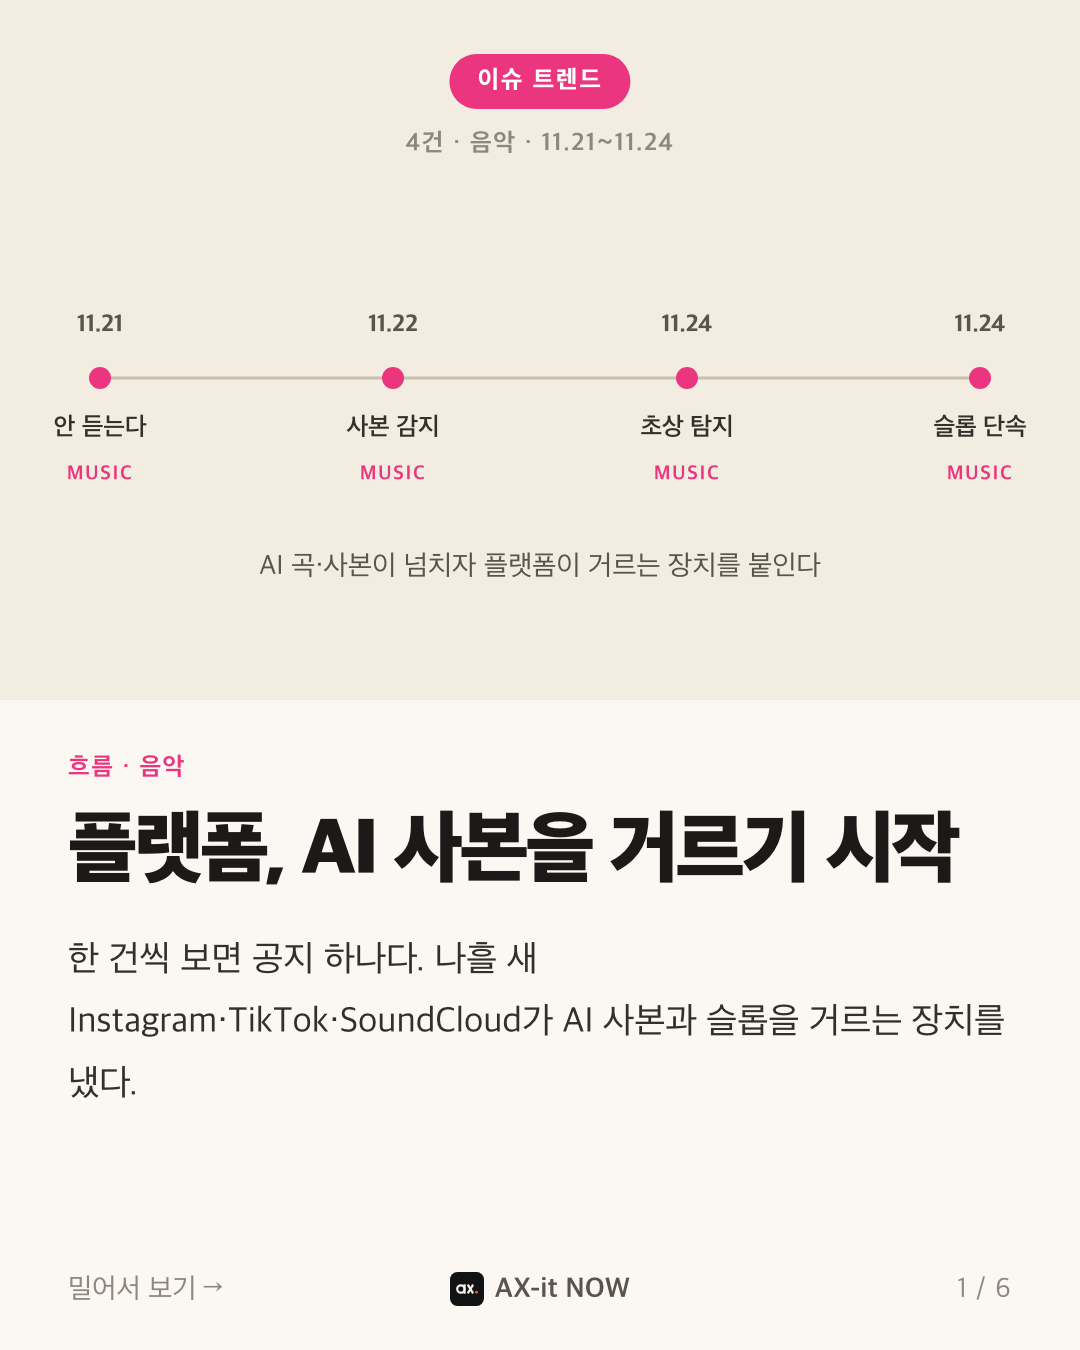 이슈 트렌드
4건 · 음악 · 11.21~11.24
11.21 11.22 11.24 11.24
안 듣는다 사본 감지 초상 탐지 슬롭 단속
MUSIC MUSIC MUSIC MUSIC
AI 곡·사본이 넘치자 플랫폼이 거르는 장치를 붙인다
흐름 · 음악
플랫폼, AI 사본을 거르기 시작
한 건씩 보면 공지 하나다. 나흘 새
Instagram·TikTok·SoundCloud가 AI 사본과 슬롭을 거르는 장치를
냈다.
밀어서 보기 → ax. AX-it NOW 1 / 6